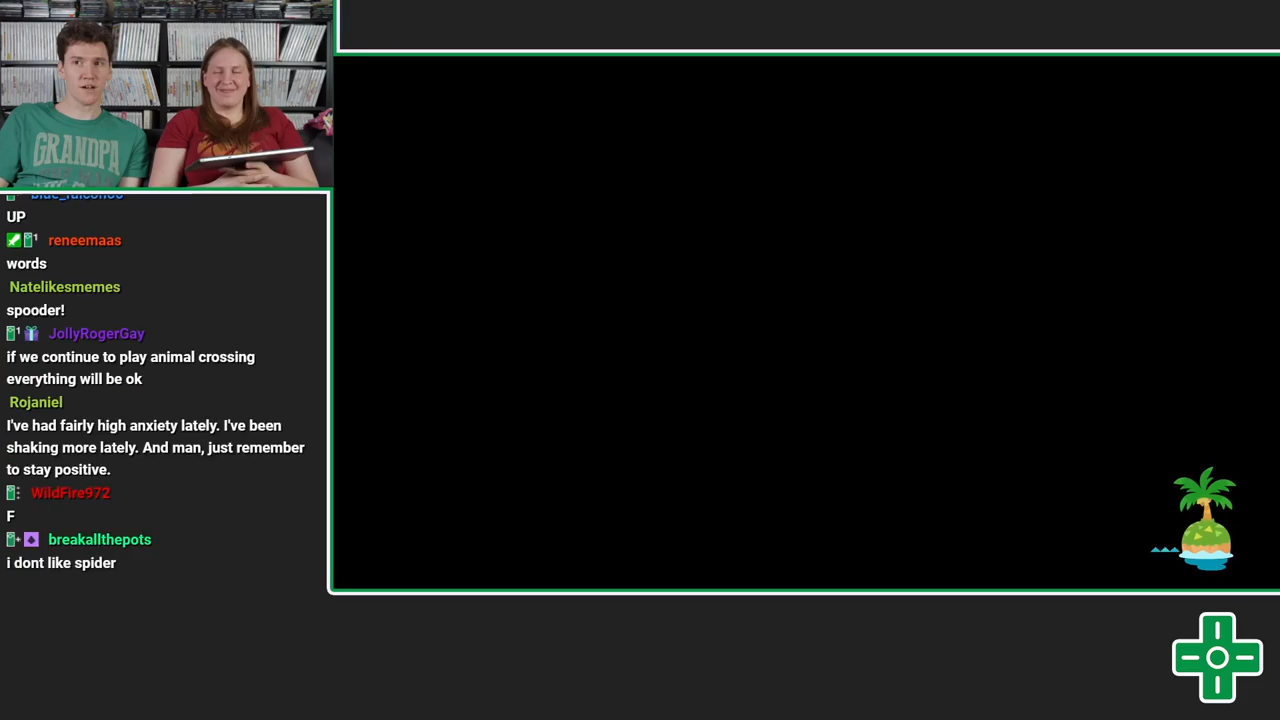 GRANDPA
UP
reneemaas
words
Natelikesmemes
spooder!
JollyRogerGay
if we continue to play animal crossing
everything will be ok
Rojaniel
I've had fairly high anxiety lately. I've been
shaking more lately. And man, just remember
to stay positive.
WildFire972
F
breakallthepots
i dont like spider